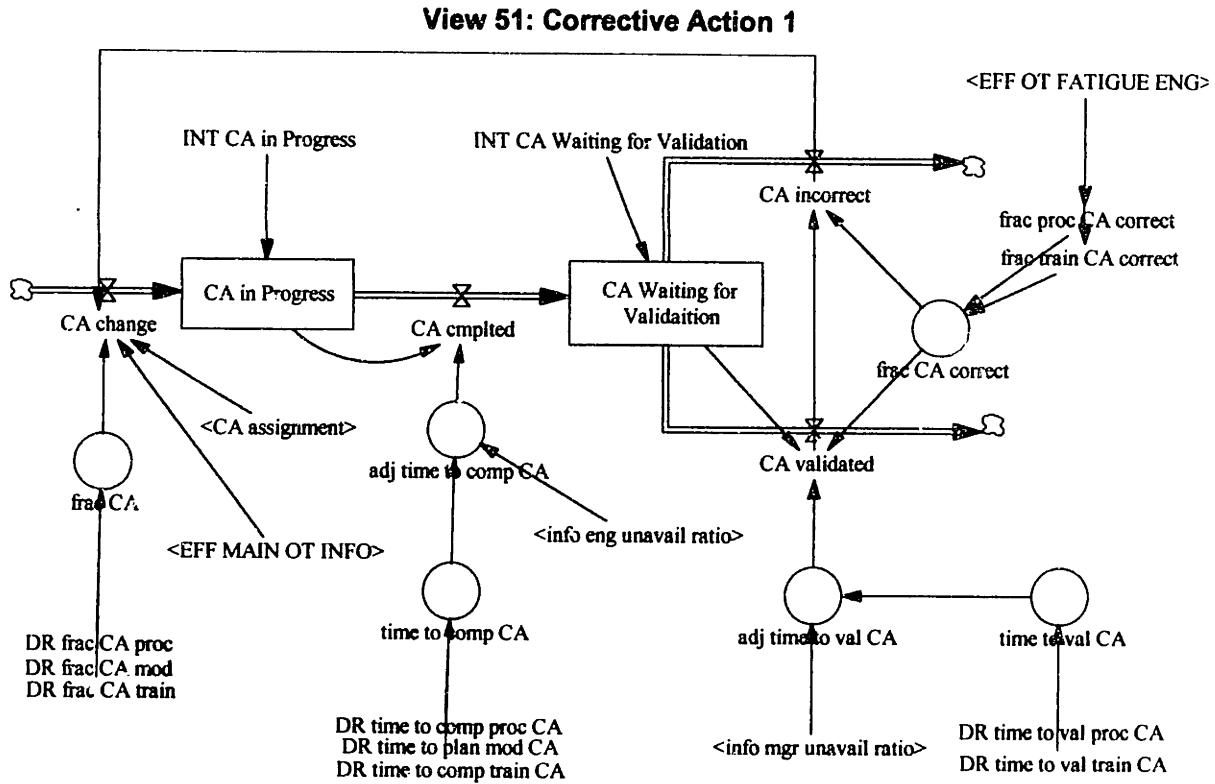 View 51: Corrective Action 1
<EFF OT FATIGUE ENG>
INT CA in Progress
INT CA Waiting for Validation
CA incorrect
frac proc CA correct
frac train CA correct
CA in Progress
CA Waiting for
Validaition
CA change
CA cmplted
frac CA correct
<CA assignment>
CA validated
adj time to comp CA
frac CA
<info eng unavail ratio>
<EFF MAIN OT INFO>
time to comp CA
adj time to val CA
time to val CA
DR frac CA proc
DR frac CA mod
DR frac CA train
DR time to comp proc CA
DR time to plan mod CA
DR time to comp train CA
<info mgr unavail ratio>
DR time to val proc CA
DR time to val train CA